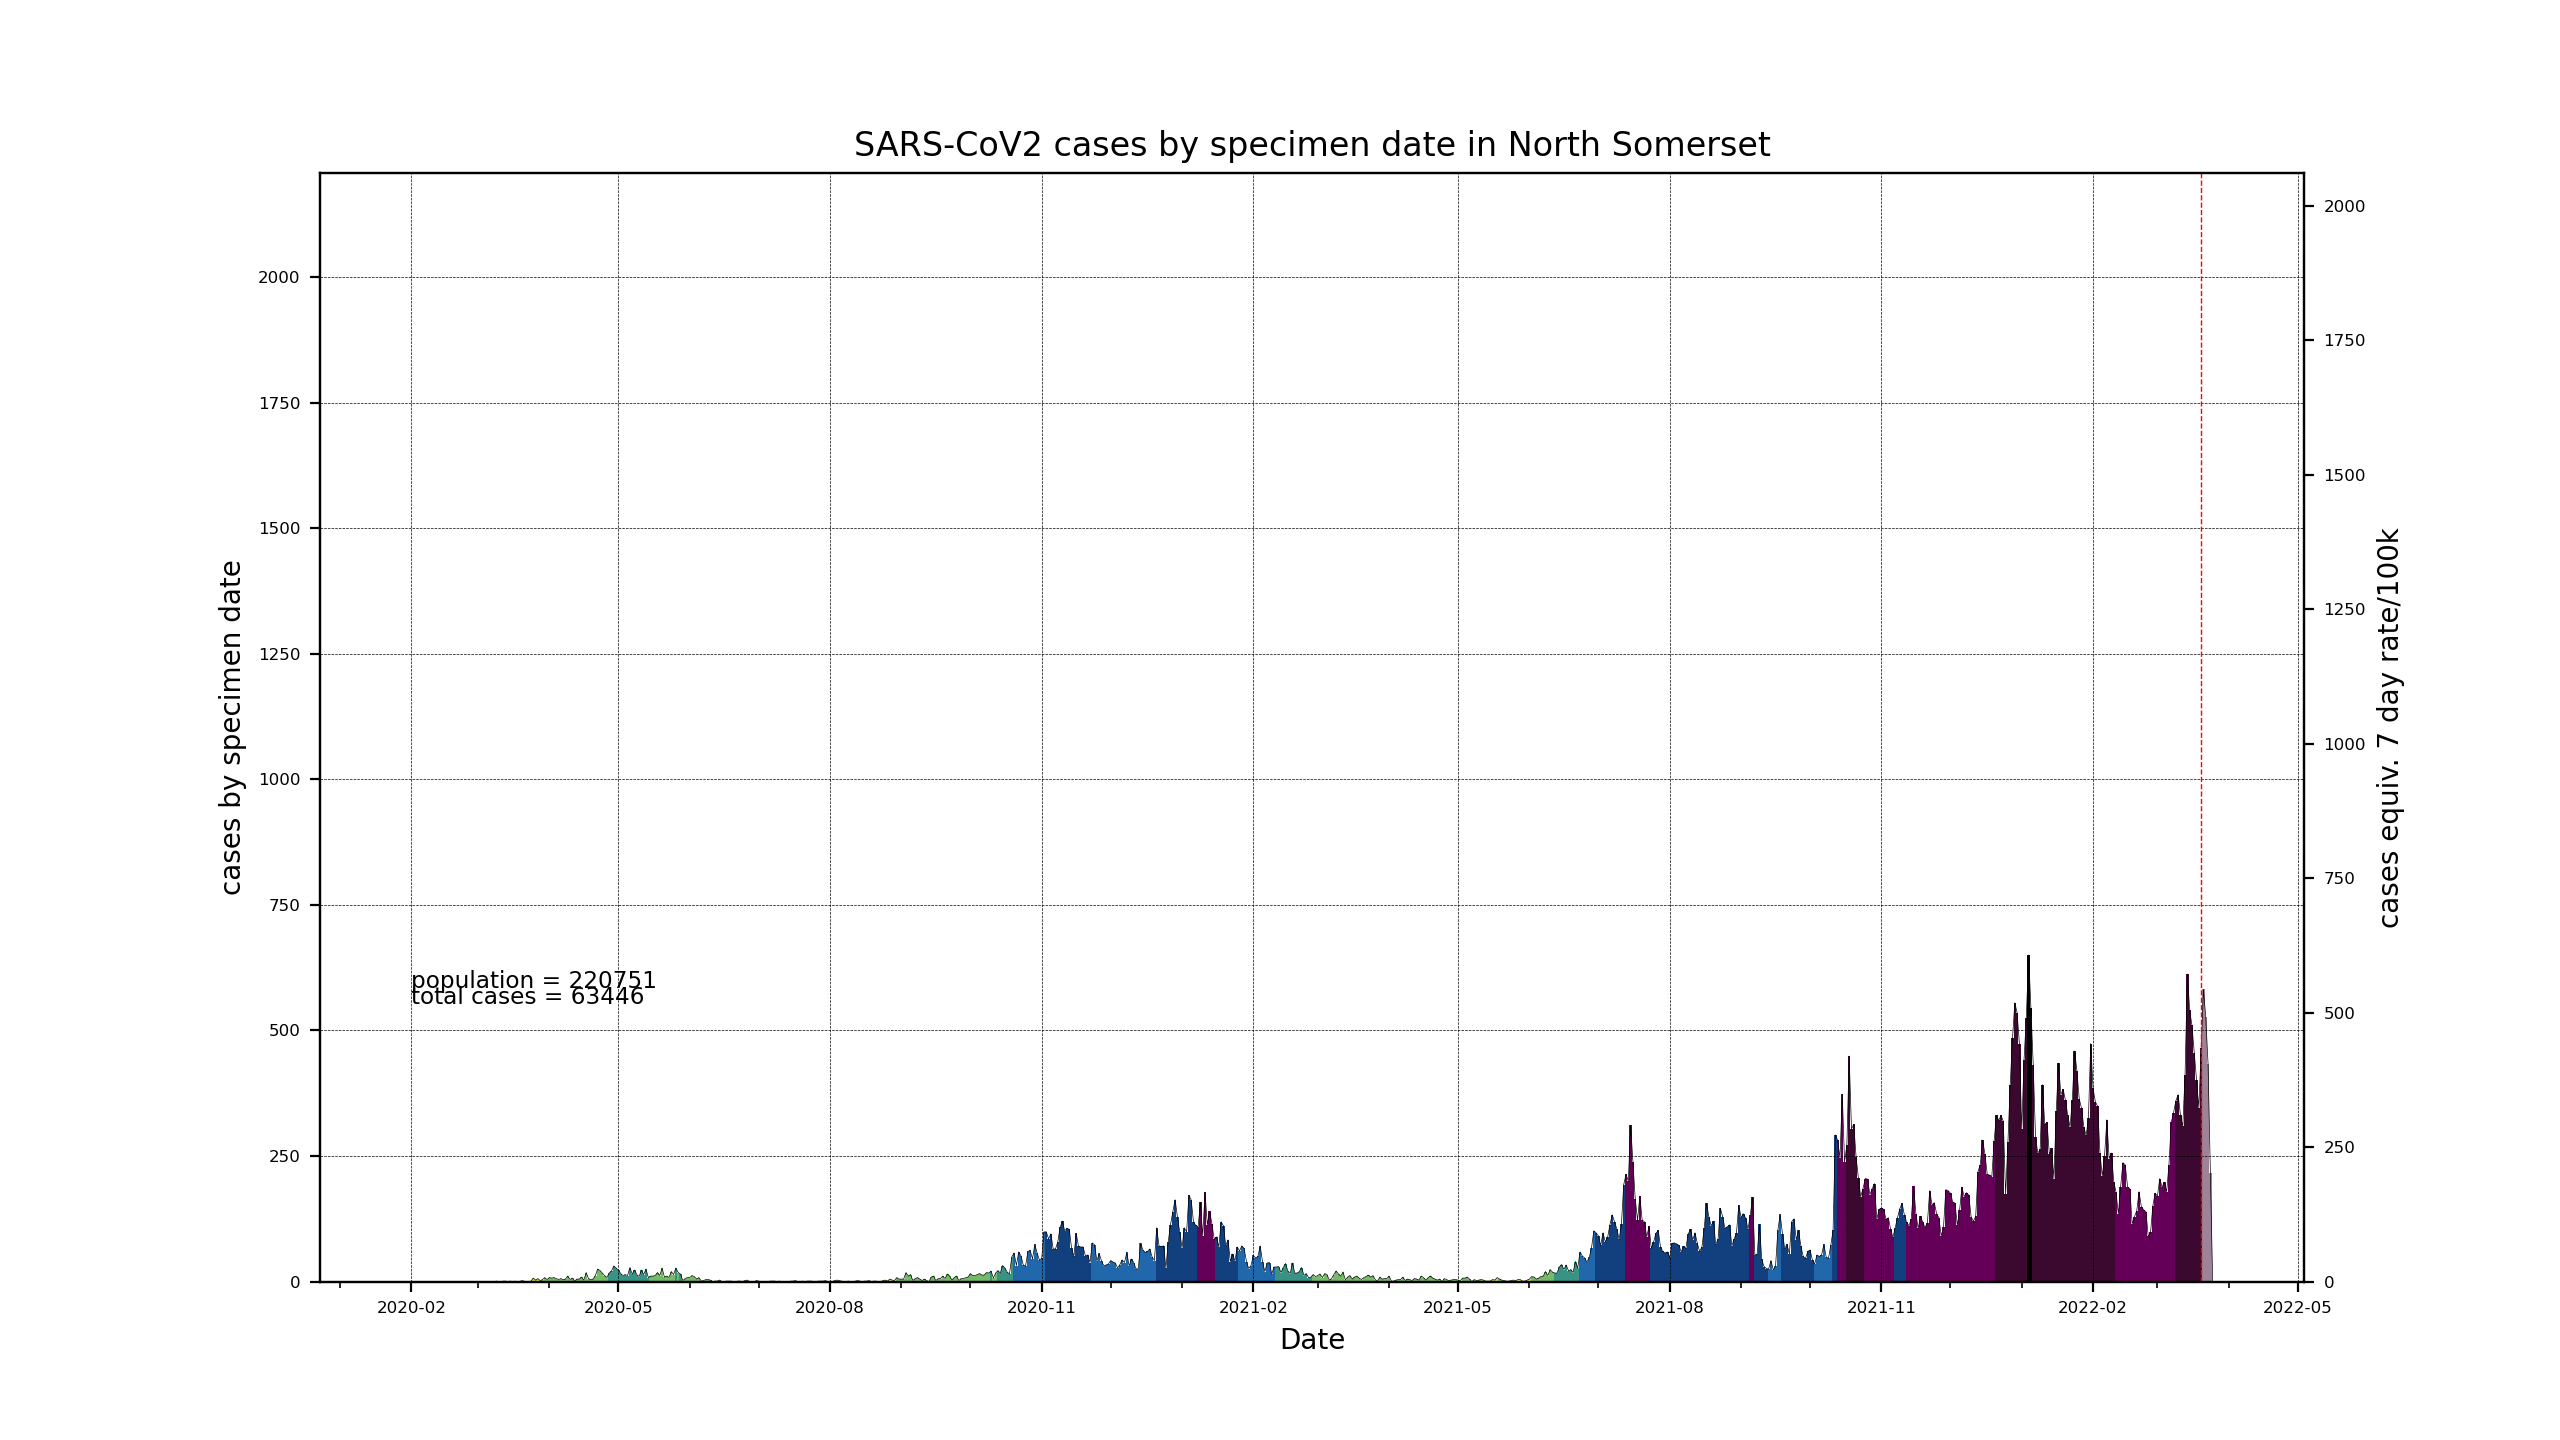 SARS-CoV2 cases by specimen date in North Somerset
cases by specimen date
2000
1750
1500
1250
1000
750
500
250
0
population = 220751
total cases = 63446
2000
1750
1500
1250
1000
750
500
250
0
cases equiv. 7 day rate/100k
2020-02 2020-05 2020-08 2020-11 2021-02 2021-05 2021-08 2021-11 2022-02 2022-05
Date